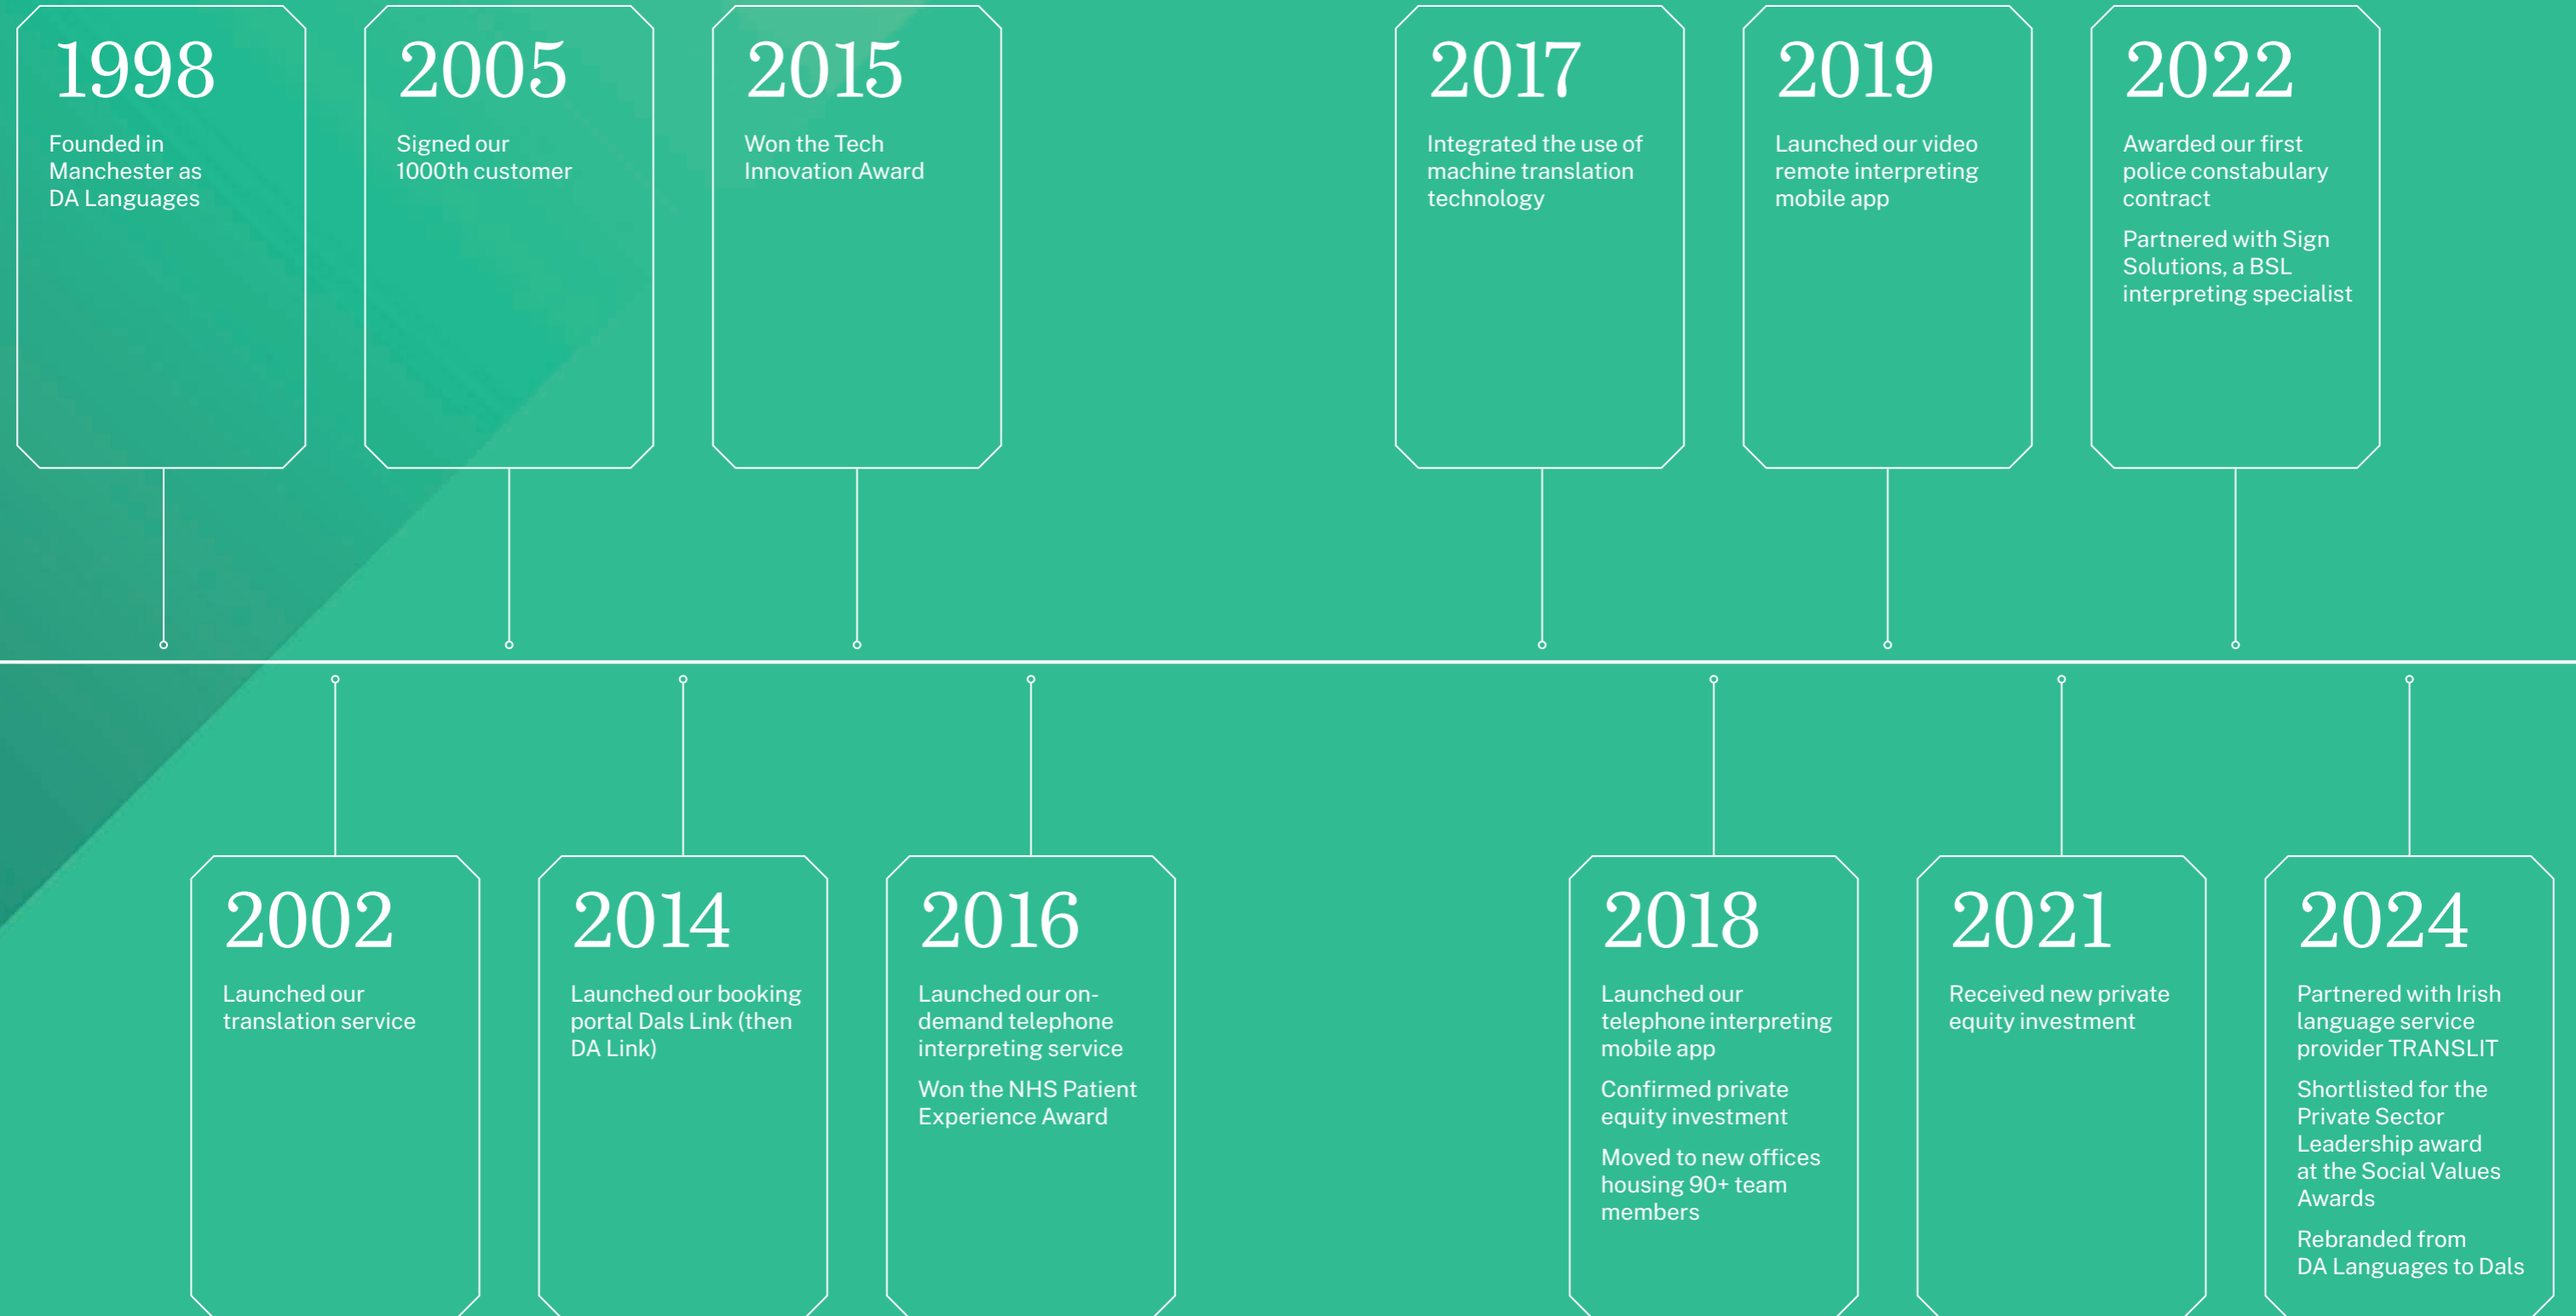 1998
Founded in
Manchester as
DA Languages
2005
Signed our
1000th customer
2015
Won the Tech
Innovation Award
2017
Integrated the use of
machine translation
technology
2019
Launched our video
remote interpreting
mobile app
2022
Awarded our first
police constabulary
contract
Partnered with Sign
Solutions, a BSL
interpreting specialist
2002
Launched our
translation service
2014
Launched our booking
portal Dals Link (then
DA Link)
2016
Launched our on-
demand telephone
interpreting service
Won the NHS Patient
Experience Award
2018
Launched our
telephone interpreting
mobile app
Confirmed private
equity investment
Moved to new offices
housing 90+ team
members
2021
Received new private
equity investment
2024
Partnered with Irish
language service
provider TRANSLIT
Shortlisted for the
Private Sector
Leadership award
at the Social Values
Awards
Rebranded from
DA Languages to Dals